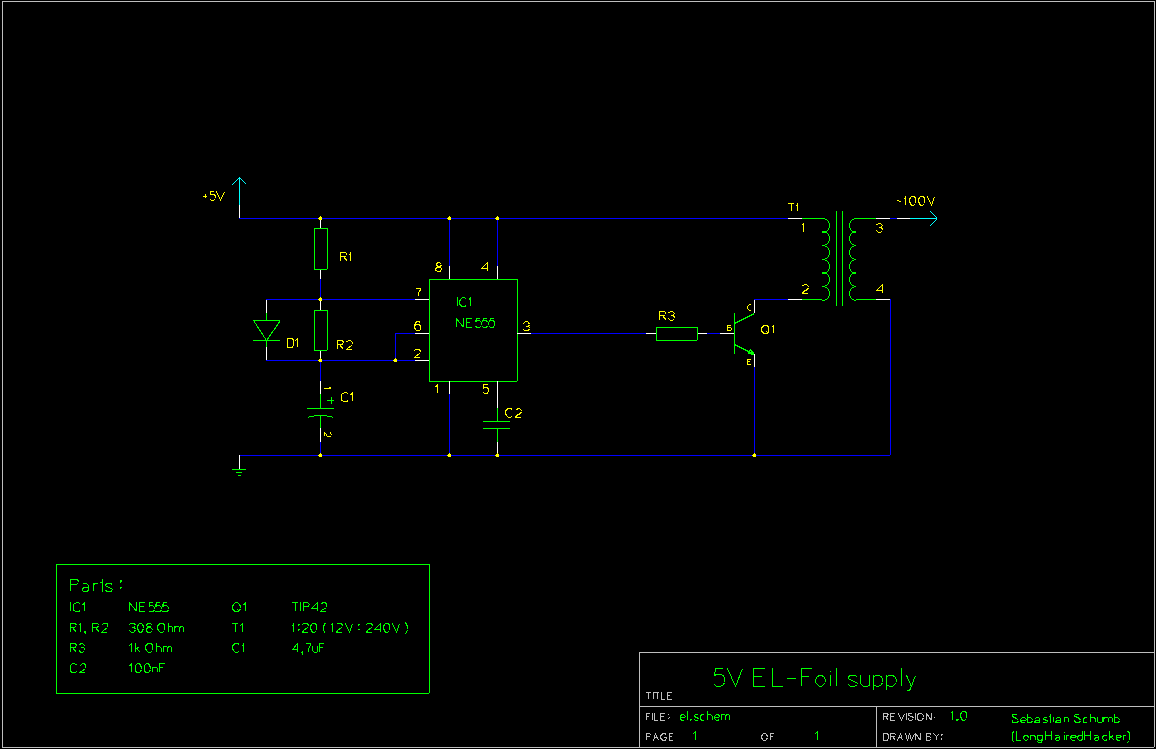 +5V
T1
~100V
1
3
R1
8
4
7
IC1
NE555
2
4
6
3
R3
C
B
Q1
D1
R2
2
E
1
+
C1
1
5
C2
2
Parts:
IC1 NE555 Q1 TIP42
R1, R2 308 Ohm T1 1:20 (12V : 240V)
R3 1k Ohm C1 4,7uF
C2 100nF
5V EL-Foil supply
TITLE
FILE: el.schem REVISION: 1.0 Sebastian Schumb
PAGE 1 OF 1 DRAWN BY: (LongHairedHacker)